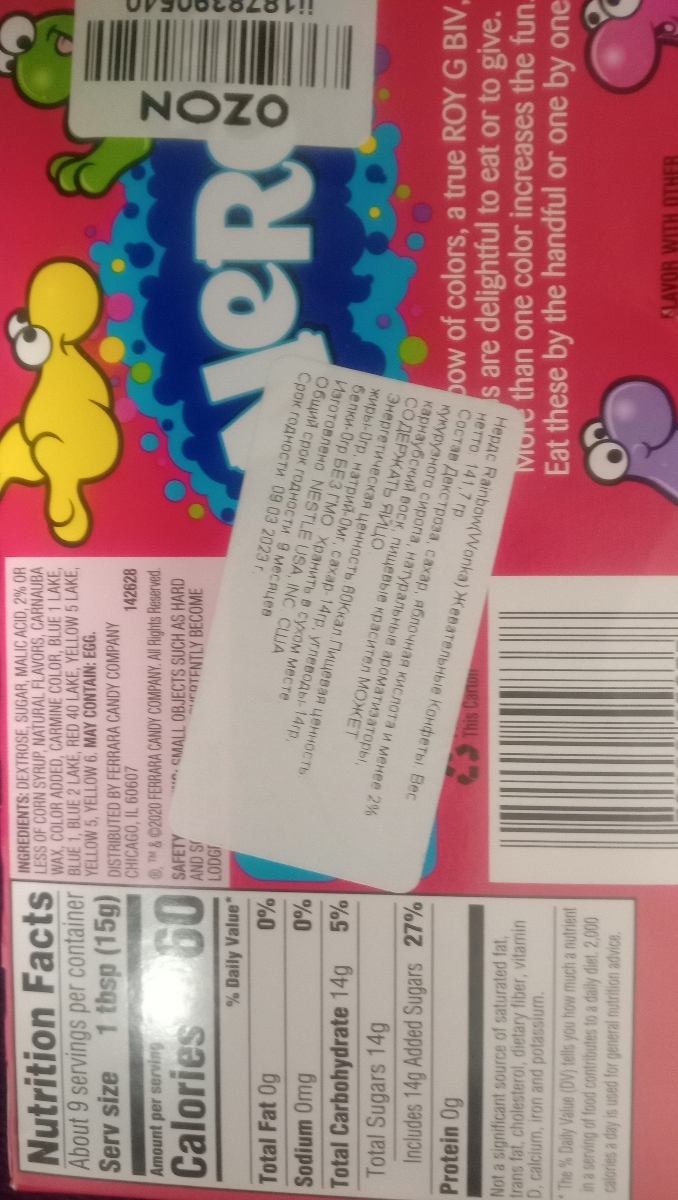 Nutrition Facts
About 9 servings per container
Serv size 1 tbsp (15g)
Amount per serving
Calories 60
% Daily Value*
Total Fat 0g 0%
Sodium 0mg 0%
Total Carbohydrate 14g 5%
Total Sugars 14g
Includes 14g Added Sugars 27%
Protein 0g
Not a significant source of saturated fat,
trans fat, cholesterol, dietary fiber, vitamin
D, calcium, iron and potassium.
The % Daily Value (DV) tells you how much a nutrient
in a serving of food contributes to a daily diet. 2,000
calories a day is used for general nutrition advice.
INGREDIENTS: DEXTROSE, SUGAR, MALIC ACID, 2% OR
LESS OF CORN SYRUP, NATURAL FLAVORS, CARNAUBA
WAX, COLOR ADDED, CARMINE COLOR, BLUE 1 LAKE,
BLUE 1, BLUE 2 LAKE, RED 40 LAKE, YELLOW 5 LAKE,
YELLOW 5, YELLOW 6. MAY CONTAIN: EGG.
DISTRIBUTED BY FERRARA CANDY COMPANY
CHICAGO, IL 60607 142628
®, ™ & ©2020 FERRARA CANDY COMPANY. All Rights Reserved.
SAFETY SMALL OBJECTS SUCH AS HARD
AND BECOME
Нердс Rainbow(Wonka) Жевательные Конфеты. Вес
нетто 141,7 гр.
Состав Декстроза, сахар, яблочная кислота и менее 2%
кукурузного сиропа, натуральные ароматизаторы,
карнаубский воск, пищевые красител МОЖЕТ
СОДЕРЖАТЬ ЯЙЦО
Энергетическая ценность 60Ккал.Пищевая ценность:
жиры-0гр, натрий-0мг, сахар-14гр, углеводы-14гр,
белки-0гр БЕЗ ГМО Хранить в сухом месте
Изготовлено NESTLE USA, INC США
Общий срок годности 9 месяцев
Срок годности 09 03 2023 г.
OZON
bow of colors, a true ROY G BIV,
s are delightful to eat or to give.
More than one color increases the fun.
Eat these by the handful or one by one
This Carton
FLAVOR WITH OTHER